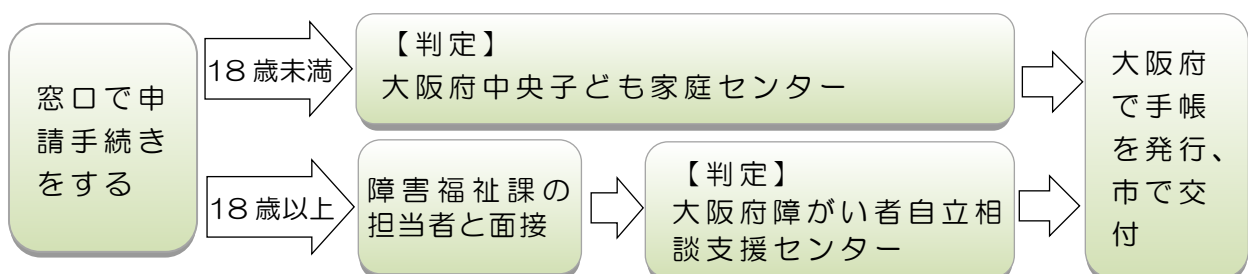 窓口で申
請手続き
をする
18歳未満
【判定】
大阪府中央子ども家庭センター
18歳以上
障害福祉課の
担当者と面接
【判定】
大阪府障がい者自立相
談支援センター
大阪府
で手帳
を発行、
市で交
付